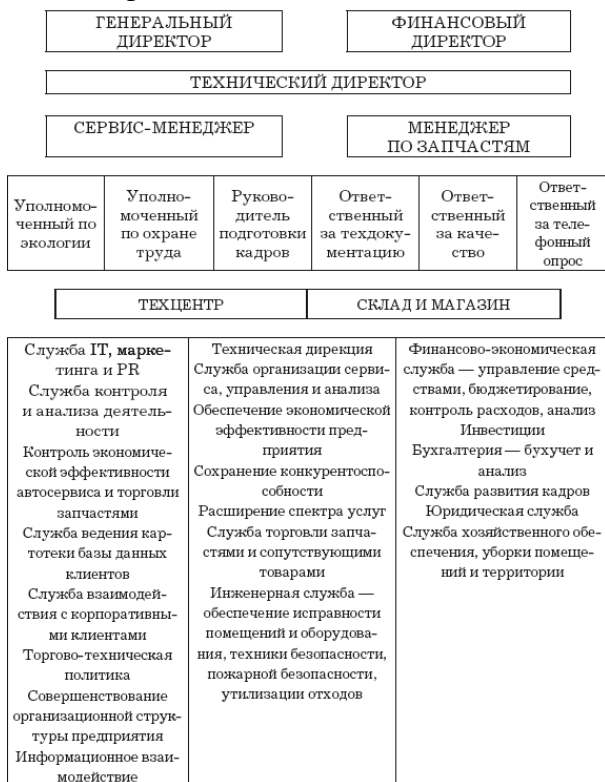 ГЕНЕРАЛЬНЫЙ
ДИРЕКТОР
ФИНАНСОВЫЙ
ДИРЕКТОР
ТЕХНИЧЕСКИЙ ДИРЕКТОР
СЕРВИС-МЕНЕДЖЕР
МЕНЕДЖЕР
ПО ЗАПЧАСТЯМ
Уполномо-
ченный по
экологии
Уполно-
моченный
по охране
труда
Руково-
дитель
подготовки
кадров
Ответ-
ственный
за техдоку-
ментацию
Ответ-
ственный
за каче-
ство
Ответ-
ственный
за теле-
фонный
опрос
ТЕХЦЕНТР
СКЛАД И МАГАЗИН
Служба IT, марке-
тинга и PR
Служба контроля
и анализа деятель-
ности
Контроль экономиче-
ской эффективности
автосервиса и торговли
запчастями
Служба ведения кар-
тотеки базы данных
клиентов
Служба взаимодей-
ствия с корпоративны-
ми клиентами
Торгово-техническая
политика
Совершенствование
организационной струк-
туры предприятия
Информационное взаи-
модействие
Техническая дирекция
Служба организации серви-
са, управления и анализа
Обеспечение экономической
эффективности пред-
приятия
Сохранение конкурентоспо-
собности
Расширение спектра услуг
Служба торговли запча-
стями и сопутствующими
товарами
Инженерная служба —
обеспечение исправности
помещений и оборудова-
ния, техники безопасности,
пожарной безопасности,
утилизации отходов
Финансово-экономическая
служба — управление сред-
ствами, бюджетирование,
контроль расходов, анализ
Инвестиции
Бухгалтерия — бухучет и
анализ
Служба развития кадров
Юридическая служба
Служба хозяйственного обе-
спечения, уборки помеще-
ний и территории